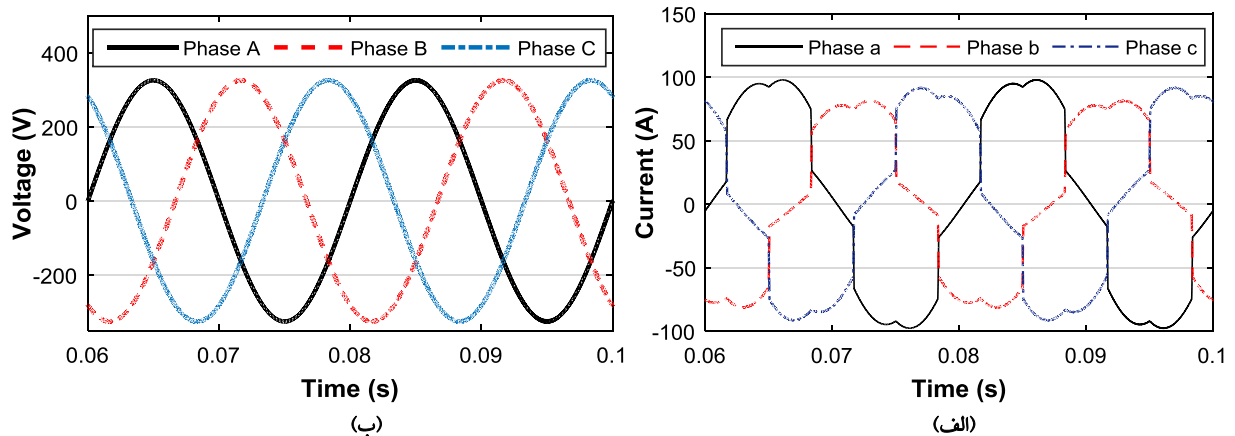 400
200
0
-200
Voltage (V)
Phase A Phase B Phase C
0.06 0.07 0.08 0.09 0.1
Time (s)
(ب)
150
100
50
0
-50
-100
Current (A)
Phase a Phase b Phase c
0.06 0.07 0.08 0.09 0.1
Time (s)
(الف)